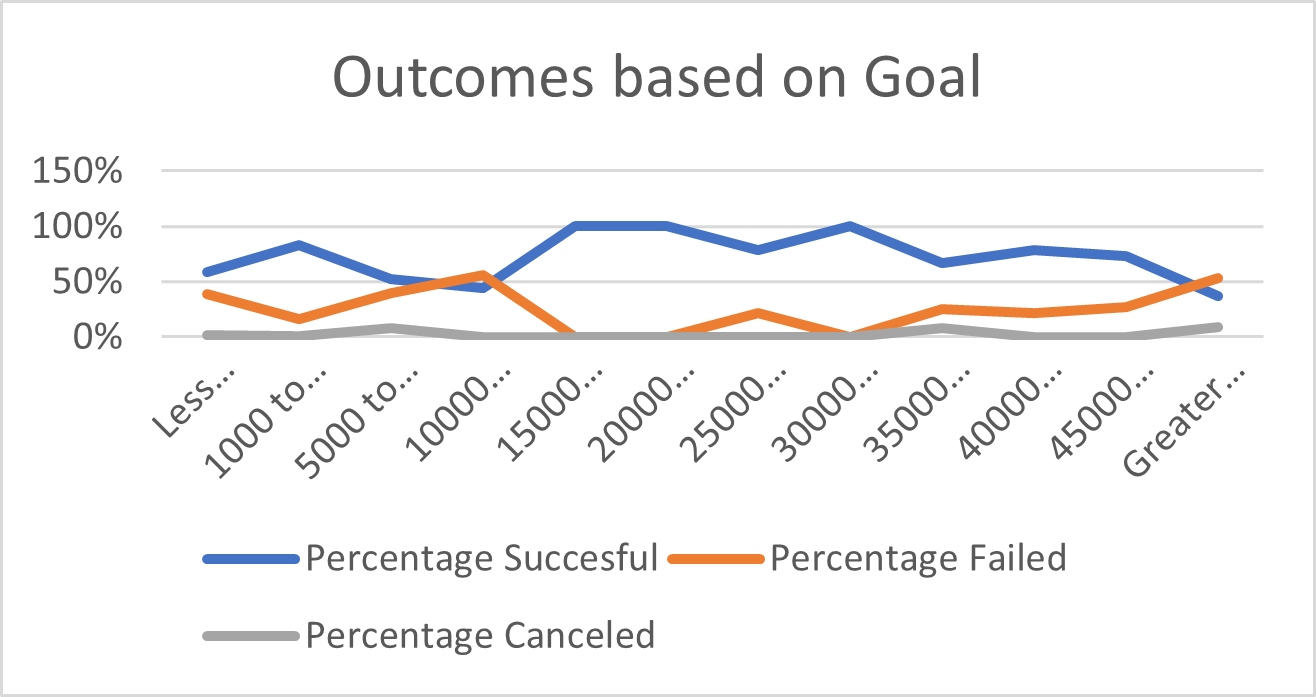 Outcomes based on Goal
150%
100%
50%
0%
Less...
1000 to...
5000 to...
10000...
15000...
20000...
25000...
30000...
35000...
40000...
45000...
Greater...
Percentage Succesful
Percentage Failed
Percentage Canceled